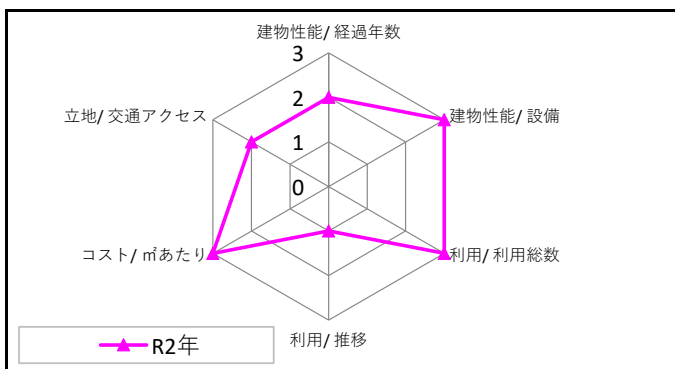 建物性能/ 経過年数
3
2
1
0
立地/ 交通アクセス
建物性能/ 設備
コスト/ ㎡あたり
利用/ 利用総数
利用/ 推移
R2年